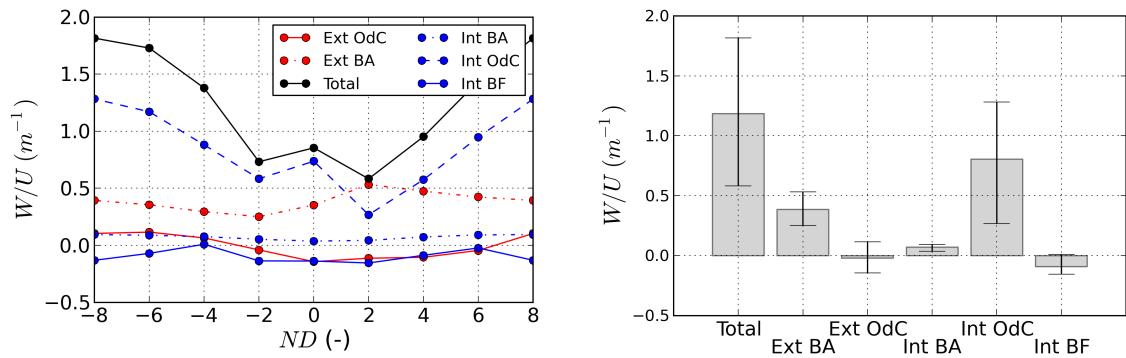 2.0
1.5
1.0
0.5
0.0
−0.5
W/U (m⁻¹)
Ext OdC
Ext BA
Total
Int BA
Int OdC
Int BF
−8 −6 −4 −2 0 2 4 6 8
ND (-)
2.0
1.5
1.0
0.5
0.0
−0.5
W/U (m⁻¹)
Total Ext OdC Int OdC
Ext BA Int BA Int BF